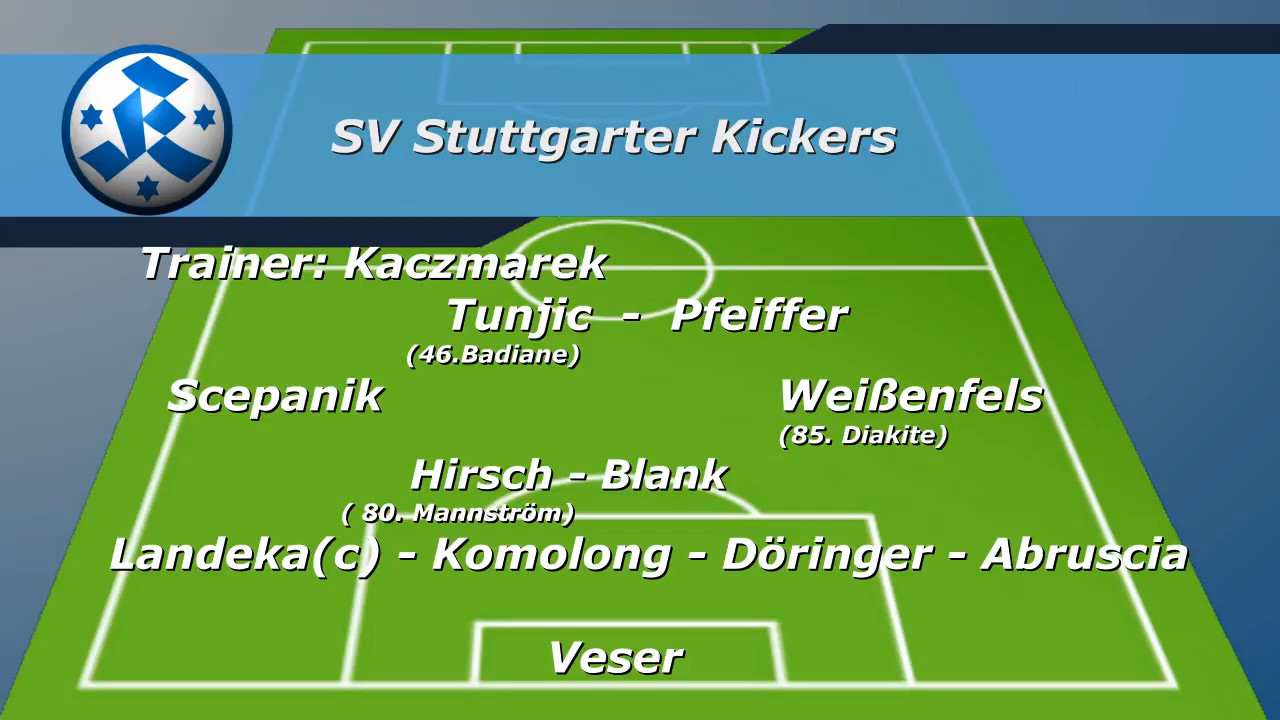 SV Stuttgarter Kickers
Trainer: Kaczmarek
Tunjic - Pfeiffer
(46.Badiane)
Scepanik Weißenfels
(85. Diakite)
Hirsch - Blank
( 80. Mannström)
Landeka(c) - Komolong - Döringer - Abruscia
Veser